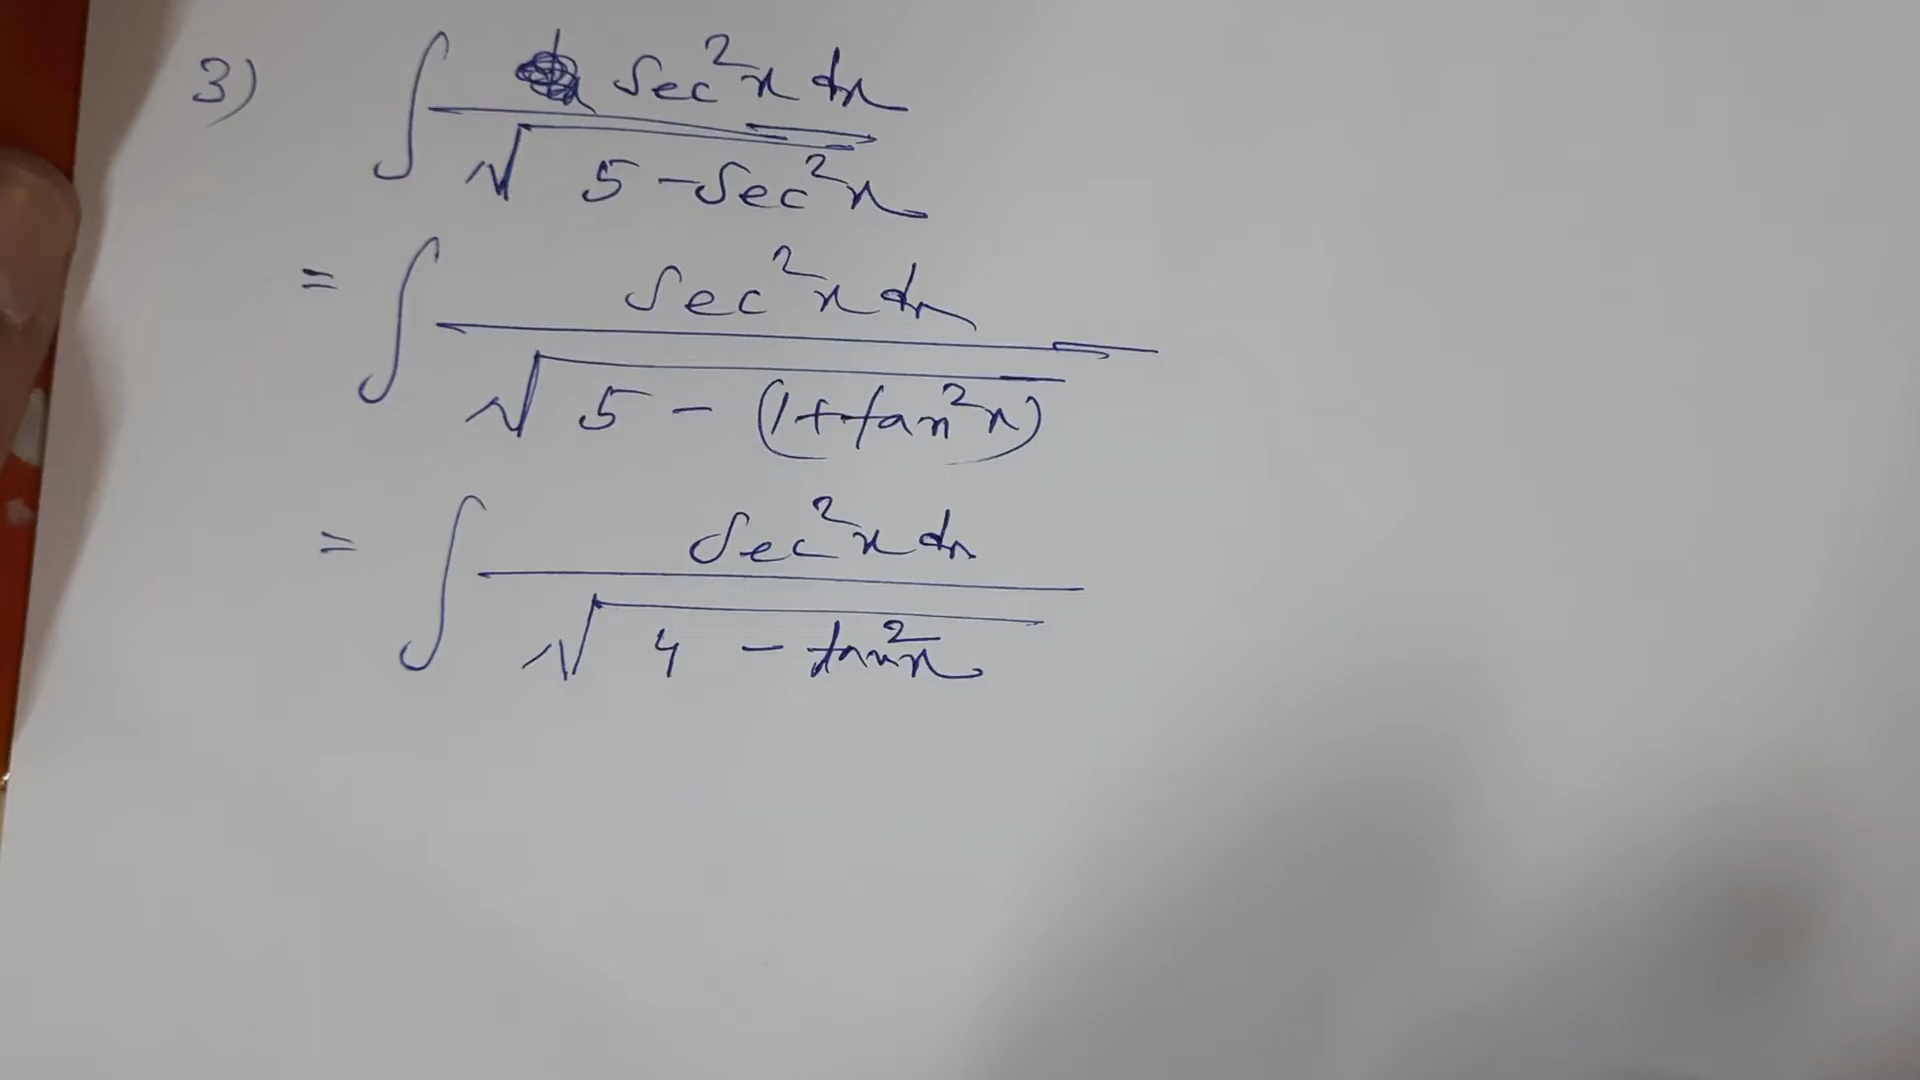 3) ∫ sec²x dx / √(5 - sec²x)
= ∫ sec²x dx / √(5 - (1 + tan²x))
= ∫ sec²x dx / √(4 - tan²x)